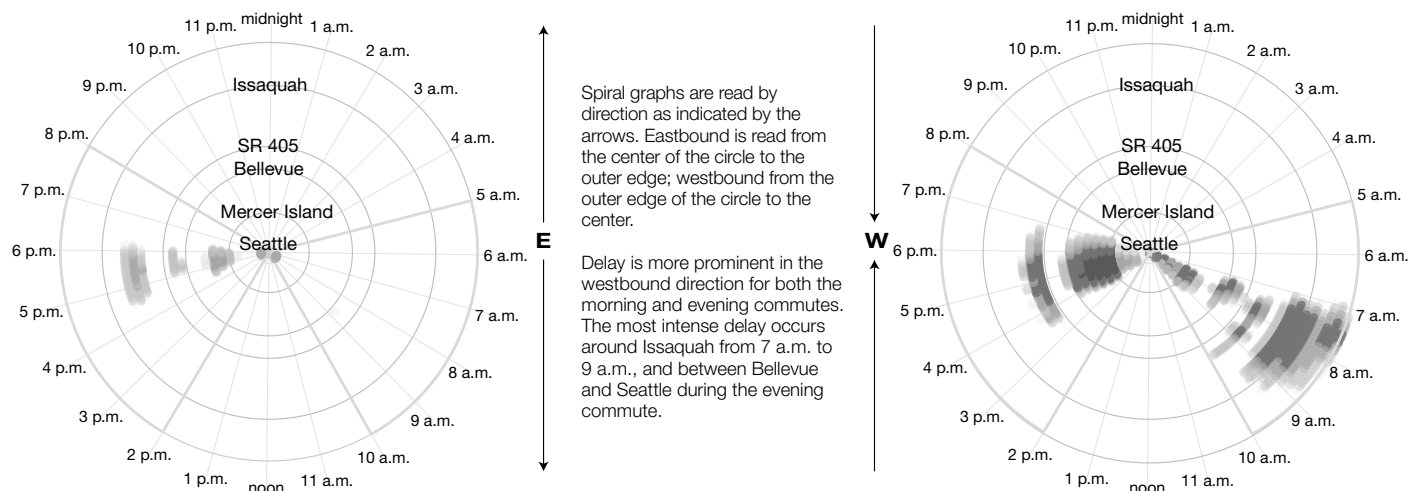 midnight
1 a.m.
2 a.m.
3 a.m.
4 a.m.
5 a.m.
6 a.m.
7 a.m.
8 a.m.
9 a.m.
10 a.m.
11 a.m.
noon
1 p.m.
2 p.m.
3 p.m.
4 p.m.
5 p.m.
6 p.m.
7 p.m.
8 p.m.
9 p.m.
10 p.m.
11 p.m.
Issaquah
SR 405
Bellevue
Mercer Island
Seattle
E
Spiral graphs are read by
direction as indicated by the
arrows. Eastbound is read from
the center of the circle to the
outer edge; westbound from the
outer edge of the circle to the
center.
Delay is more prominent in the
westbound direction for both the
morning and evening commutes.
The most intense delay occurs
around Issaquah from 7 a.m. to
9 a.m., and between Bellevue
and Seattle during the evening
commute.
W
midnight
1 a.m.
2 a.m.
3 a.m.
4 a.m.
5 a.m.
6 a.m.
7 a.m.
8 a.m.
9 a.m.
10 a.m.
11 a.m.
noon
1 p.m.
2 p.m.
3 p.m.
4 p.m.
5 p.m.
6 p.m.
7 p.m.
8 p.m.
9 p.m.
10 p.m.
11 p.m.
Issaquah
SR 405
Bellevue
Mercer Island
Seattle